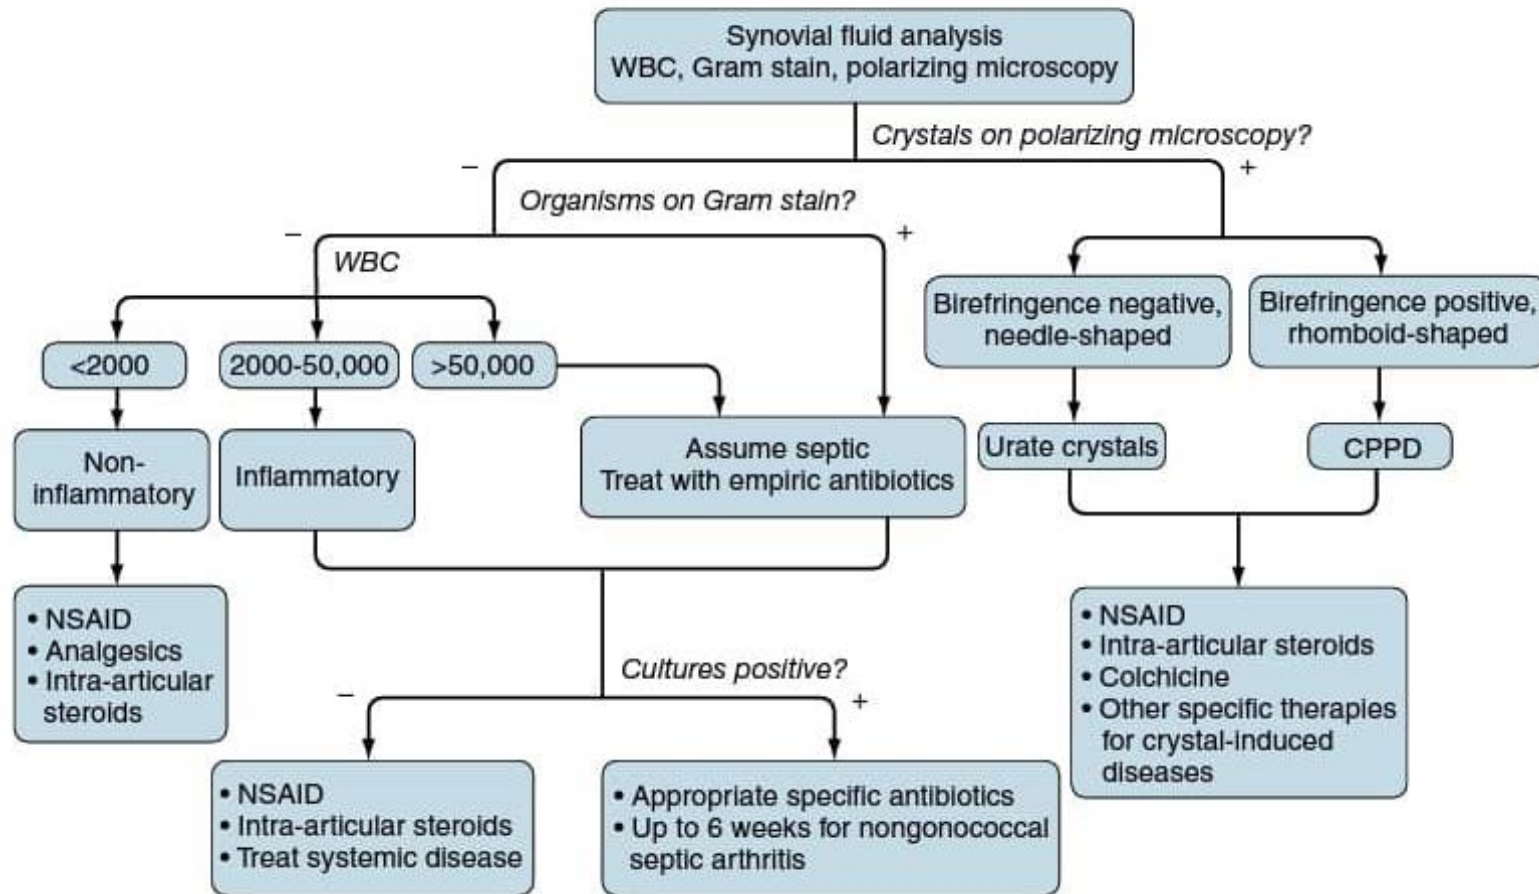 Synovial fluid analysis
WBC, Gram stain, polarizing microscopy
Crystals on polarizing microscopy?
−
+
Organisms on Gram stain?
−
+
WBC
<2000
2000-50,000
>50,000
Birefringence negative,
needle-shaped
Birefringence positive,
rhomboid-shaped
Non-
inflammatory
Inflammatory
Assume septic
Treat with empiric antibiotics
Urate crystals
CPPD
• NSAID
• Analgesics
• Intra-articular
steroids
Cultures positive?
−
+
• NSAID
• Intra-articular steroids
• Colchicine
• Other specific therapies
for crystal-induced
diseases
• NSAID
• Intra-articular steroids
• Treat systemic disease
• Appropriate specific antibiotics
• Up to 6 weeks for nongonococcal
septic arthritis